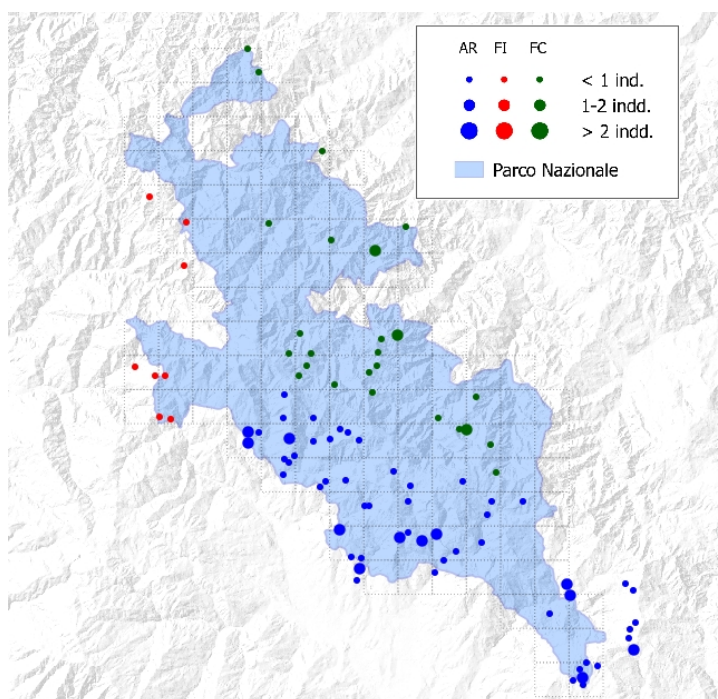 AR FI FC
< 1 ind.
1-2 indd.
> 2 indd.
Parco Nazionale